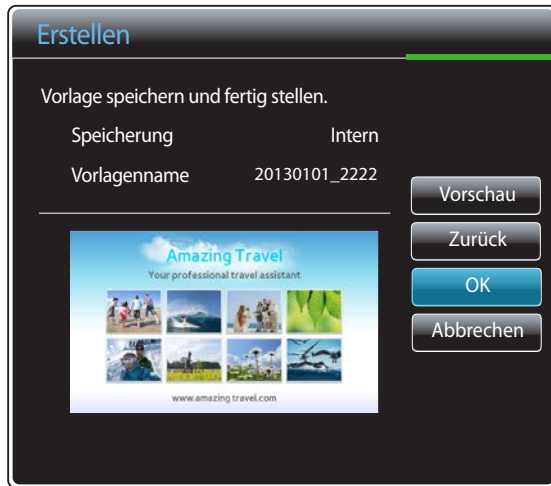 Erstellen
Vorlage speichern und fertig stellen.
Speicherung Intern
Vorlagenname 20130101_2222
Vorschau
Zurück
OK
Abbrechen
Amazing Travel
Your professional travel assistant
www.amazing travel.com